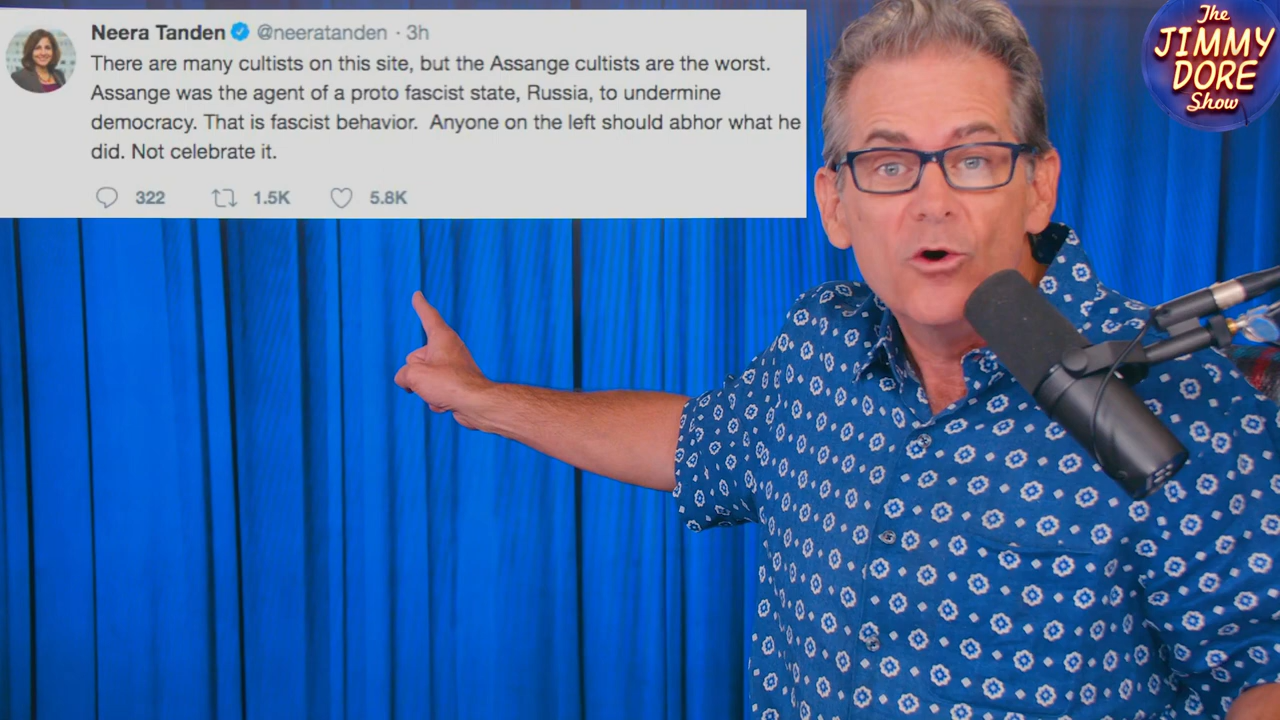 Neera Tanden @neeratanden · 3h
There are many cultists on this site, but the Assange cultists are the worst.
Assange was the agent of a proto fascist state, Russia, to undermine
democracy. That is fascist behavior.  Anyone on the left should abhor what he
did. Not celebrate it.
322 1.5K 5.8K
The
JIMMY
DORE
Show